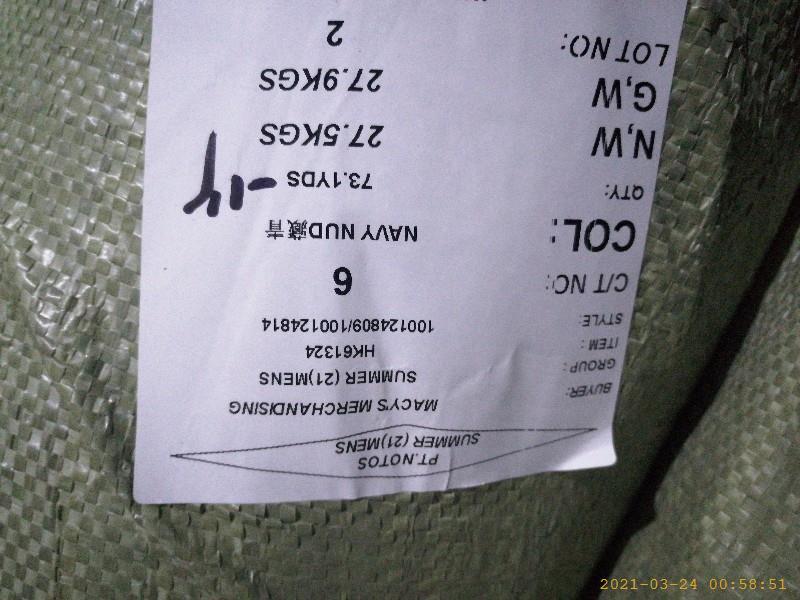 PT.NOTOS
SUMMER (21)MENS
BUYER: MACY'S MERCHANDISING
GROUP: SUMMER (21)MENS
ITEM : HK61324
STYLE: 100124809/100124814
C/T NO: 6
COL: NAVY NUD藏青
QTY: 73.1YDS
N,W 27.5KGS
G,W 27.9KGS
LOT NO: 2
2021-03-24 00:58:51